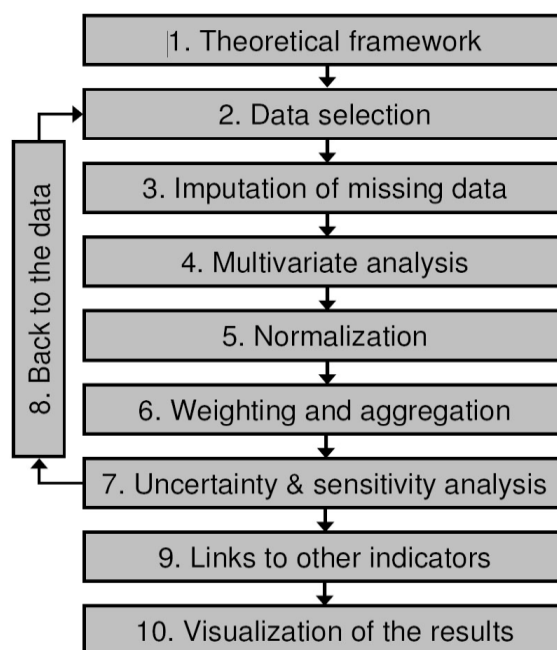 1. Theoretical framework
2. Data selection
3. Imputation of missing data
4. Multivariate analysis
5. Normalization
6. Weighting and aggregation
7. Uncertainty & sensitivity analysis
8. Back to the data
9. Links to other indicators
10. Visualization of the results